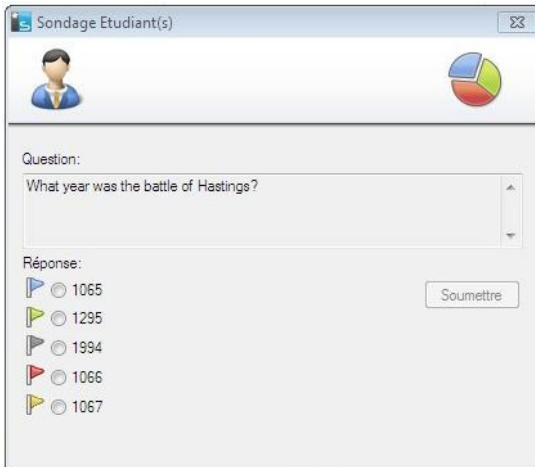 Sondage Etudiant(s)
Question:
What year was the battle of Hastings?
Réponse:
1065
Soumettre
1295
1994
1066
1067